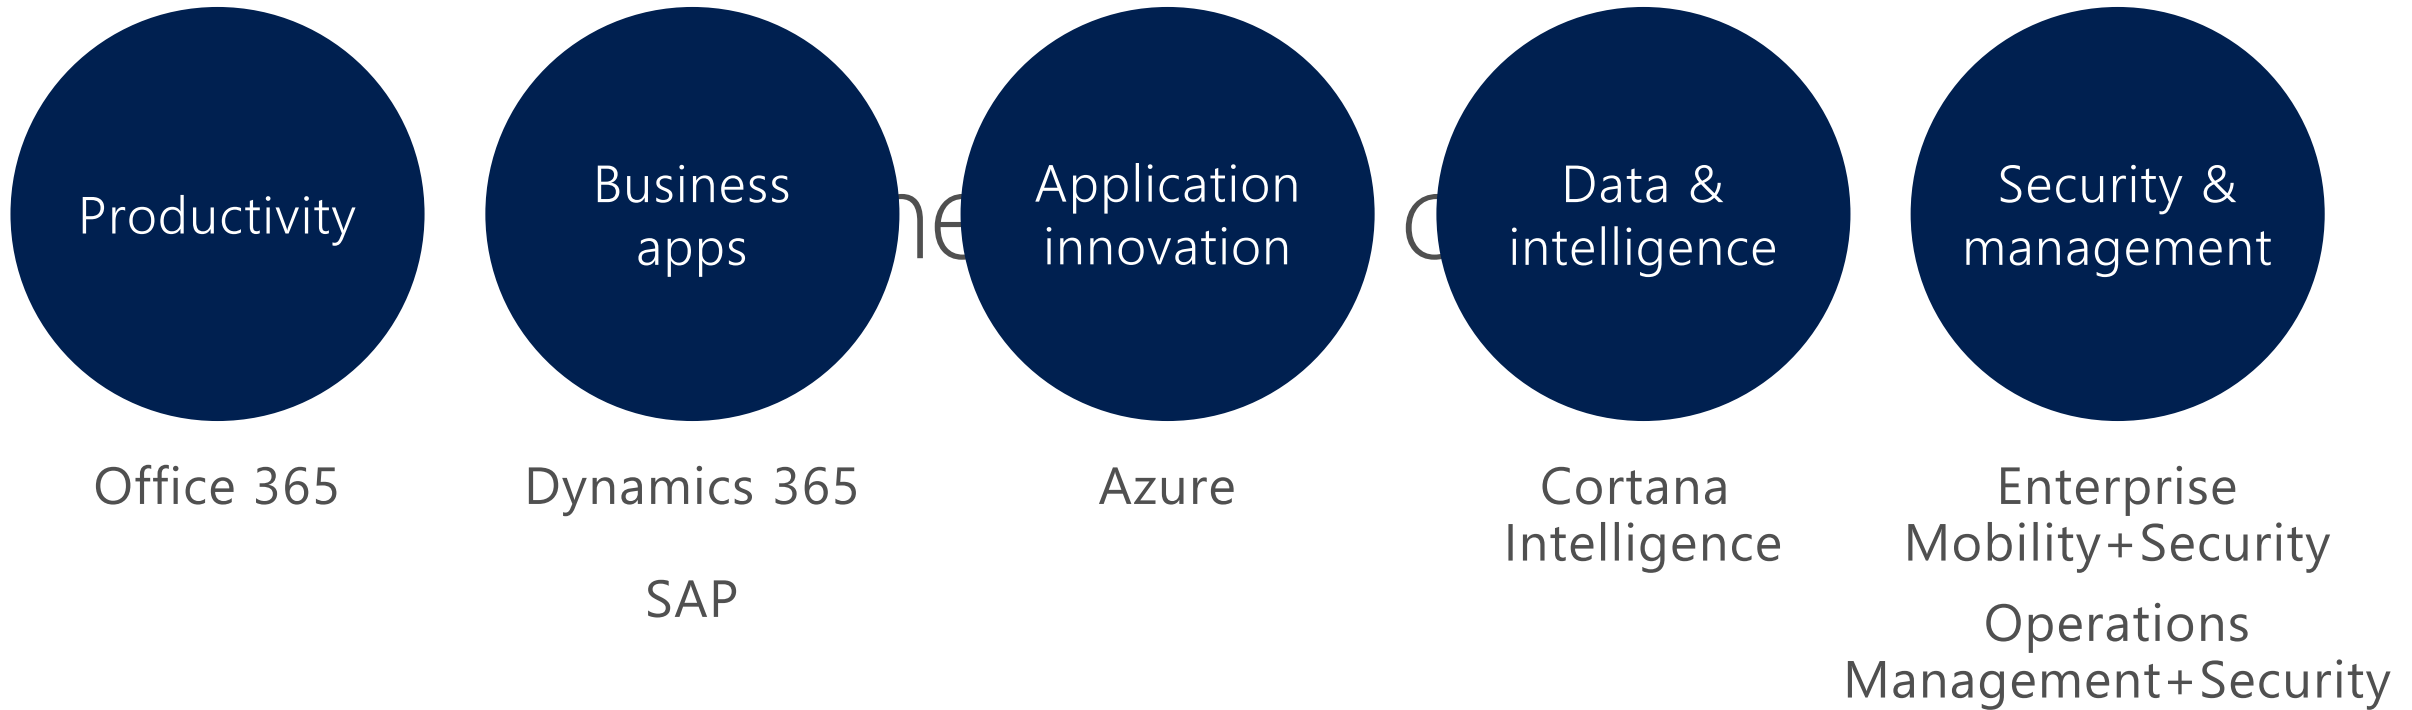 Productivity
Business
apps
Application
innovation
Data &
intelligence
Security &
management
Office 365
Dynamics 365
SAP
Azure
Cortana
Intelligence
Enterprise
Mobility+Security
Operations
Management+Security